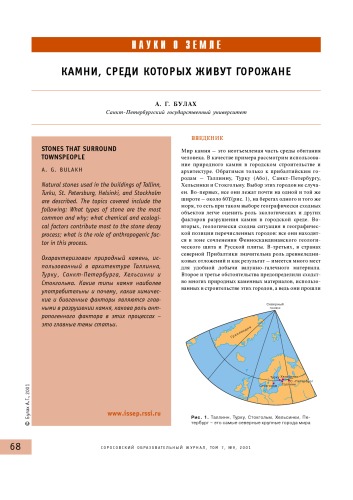 НАУКИ О ЗЕМЛЕ
КАМНИ, СРЕДИ КОТОРЫХ ЖИВУТ ГОРОЖАНЕ
А. Г. БУЛАХ
Санкт-Петербургский государственный университет
STONES THAT SURROUND
TOWNSPEOPLE
A. G. BULAKH
Natural stones used in the buildings of Tallinn,
Turku, St. Petersburg, Helsinki, and Stockholm
are described. The topics covered include the
following: What types of stone are the most
common and why; what chemical and ecologi-
cal factors contribute most to the stone decay
process; what is the role of anthropogenic fac-
tor in this process.
Охарактеризован природный камень, ис-
пользованный в архитектуре Таллинна,
Турку, Санкт-Петербурга, Хельсинки и
Стокгольма. Какие типы камня наиболее
употребительны и почему, какие химичес-
кие и биогенные факторы являются глав-
ными в разрушении камня, какова роль ант-
ропогенного фактора в этих процессах –
это главные темы статьи.
www.issep.rssi.ru
© Булах А.Г., 2001
ВВЕДЕНИЕ
Мир камня – это неотъемлемая часть среды обитания
человека. В качестве примера рассмотрим использова-
ние природного камня в городском строительстве и
архитектуре. Обратимся только к прибалтийским го-
родам – Таллинну, Турку (Або), Санкт-Петербургу,
Хельсинки и Стокгольму. Выбор этих городов не случа-
ен. Во-первых, все они лежат почти на одной и той же
широте – около 60° (рис. 1), на берегах одного и того же
моря, то есть при таком выборе географически сходных
объектов легче оценить роль экологических и других
факторов разрушения камня в городской среде. Во-
вторых, геологически сходна ситуация в географичес-
кой позиции перечисленных городов: все они находят-
ся в зоне сочленения Фенноскандинавского геологи-
ческого щита и Русской плиты. В-третьих, в странах
северной Прибалтики значительна роль древнеледни-
ковых отложений и как результат – имеется много мест
для удобной добычи валунно-глыбового материала.
Второе и третье обстоятельства предопределили сходст-
во многих природных каменных материалов, использо-
ванных в строительстве этих городов, а ведь они прошли
Северный
полюс
Гренландия
Рис. 1. Таллинн, Турку, Стокгольм, Хельсинки, Пе-
тербург – это самые северные крупные города мира
68
СОРОСОВСКИЙ ОБРАЗОВАТЕЛЬНЫЙ ЖУРНАЛ, ТОМ 7, №9, 2001